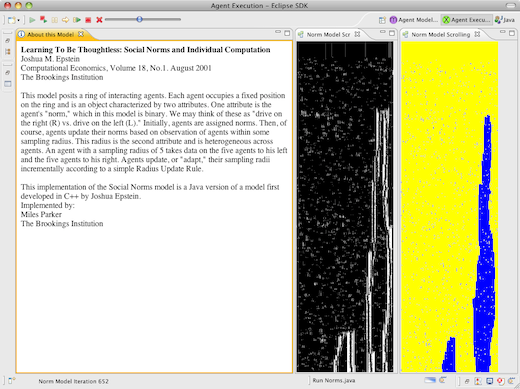 Agent Execution – Eclipse SDK
Agent Model...
Agent Execu...
Java
About this Model
Norm Model Scr
Norm Model Scrolling
Learning To Be Thoughtless: Social Norms and Individual Computation
Joshua M. Epstein
Computational Economics, Volume 18, No.1. August 2001
The Brookings Institution
This model posits a ring of interacting agents. Each agent occupies a fixed position
on the ring and is an object characterized by two attributes. One attribute is the
agent's "norm," which in this model is binary. We may think of these as "drive on
the right (R) vs. drive on the left (L)." Initially, agents are assigned norms. Then, of
course, agents update their norms based on observation of agents within some
sampling radius. This radius is the second attribute and is heterogeneous across
agents. An agent with a sampling radius of 5 takes data on the five agents to his left
and the five agents to his right. Agents update, or "adapt," their sampling radii
incrementally according to a simple Radius Update Rule.
This implementation of the Social Norms model is a Java version of a model first
developed in C++ by Joshua Epstein.
Implemented by:
Miles Parker
The Brookings Institution
Norm Model Iteration 652
Run Norms.java